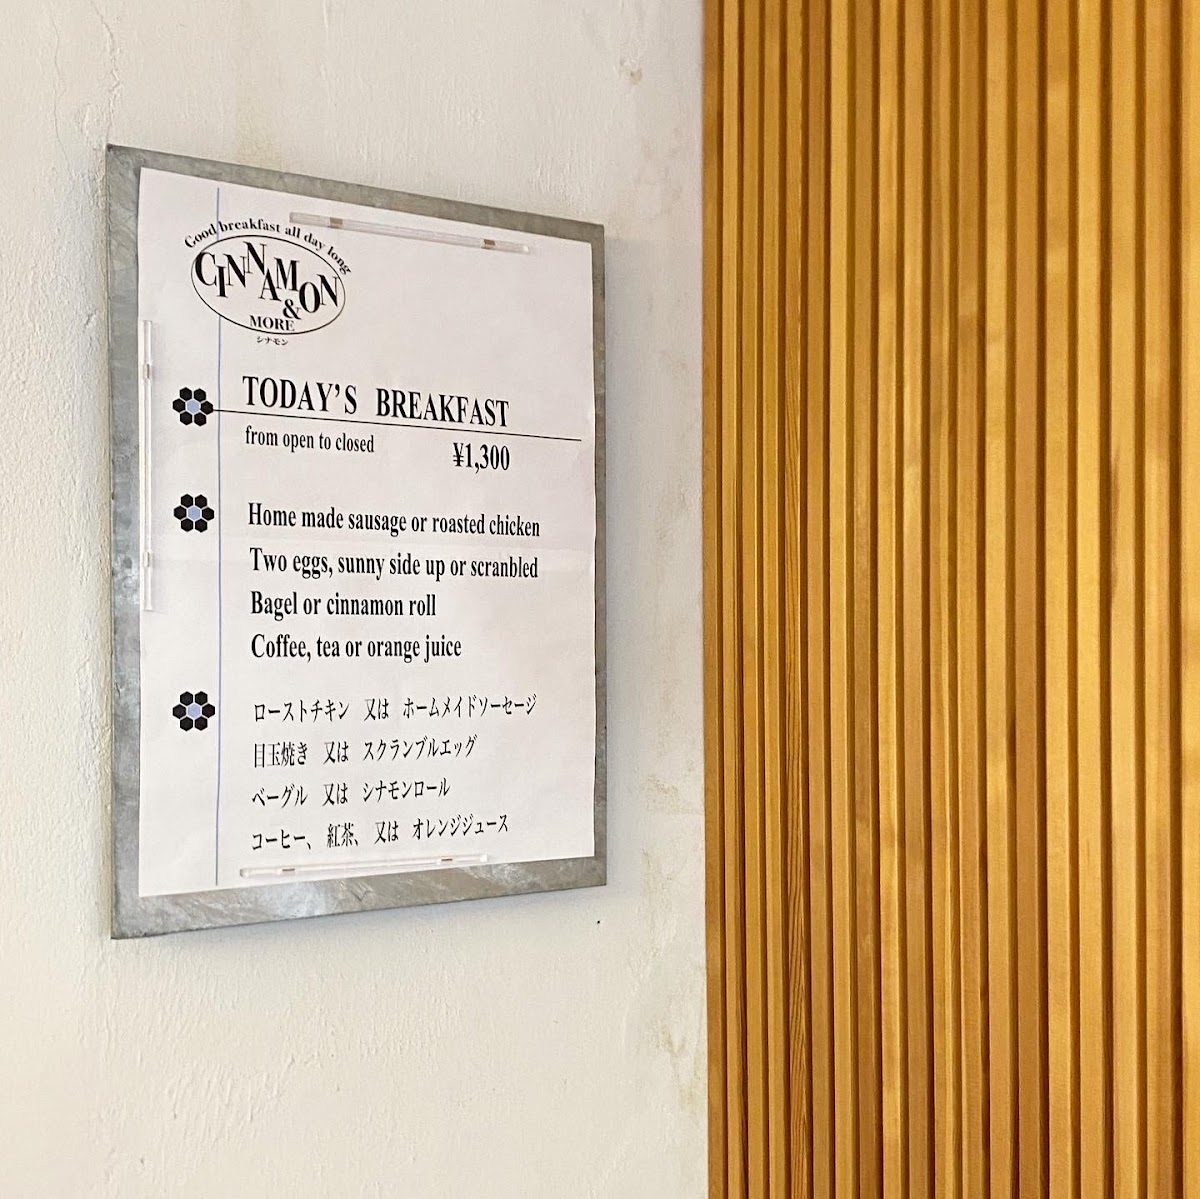 Good breakfast all day long
CINNAMON
&
MORE
シナモン
TODAY'S BREAKFAST
from open to closed
¥1,300
Home made sausage or roasted chicken
Two eggs, sunny side up or scranbled
Bagel or cinnamon roll
Coffee, tea or orange juice
ローストチキン 又は ホームメイドソーセージ
目玉焼き 又は スクランブルエッグ
ベーグル 又は シナモンロール
コーヒー、 紅茶、 又は オレンジジュース